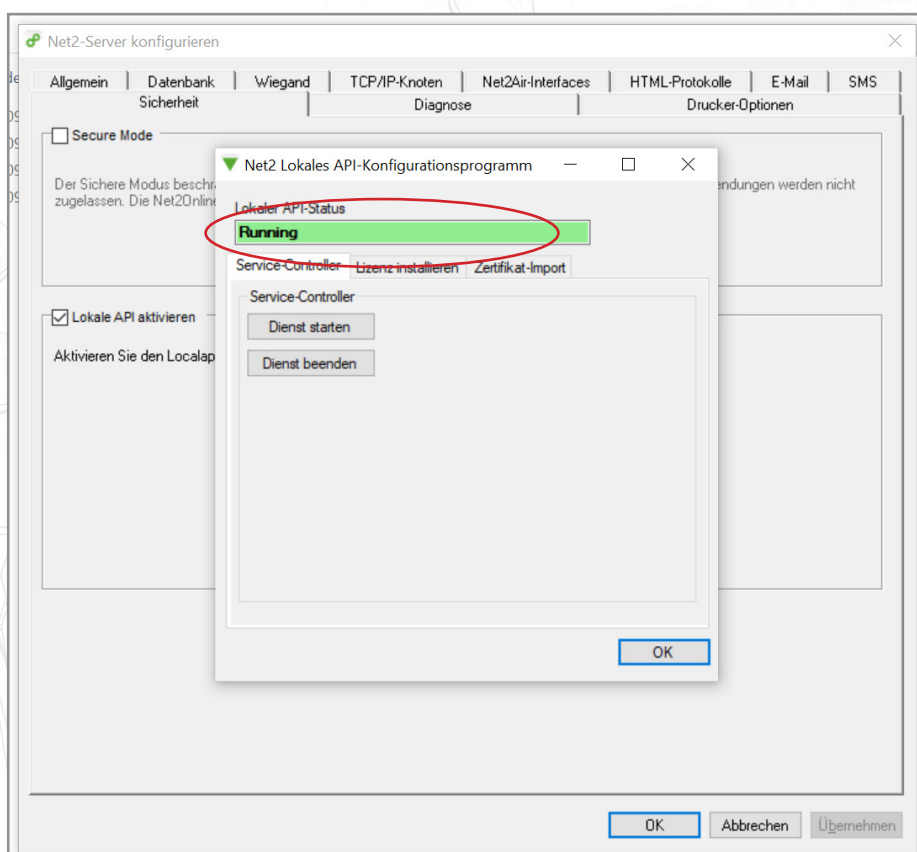 Net2-Server konfigurieren
Allgemein Datenbank Wiegand TCP/IP-Knoten Net2Air-Interfaces HTML-Protokolle E-Mail SMS
Sicherheit Diagnose Drucker-Optionen
Secure Mode
Der Sichere Modus beschr
zugelassen. Die Net2Online
endungen werden nicht
Lokale API aktivieren
Aktivieren Sie den Localap
Net2 Lokales API-Konfigurationsprogramm
Lokaler API-Status
Running
Service-Controller Lizenz installieren Zertifikat-Import
Service-Controller
Dienst starten
Dienst beenden
OK
OK Abbrechen Übernehmen